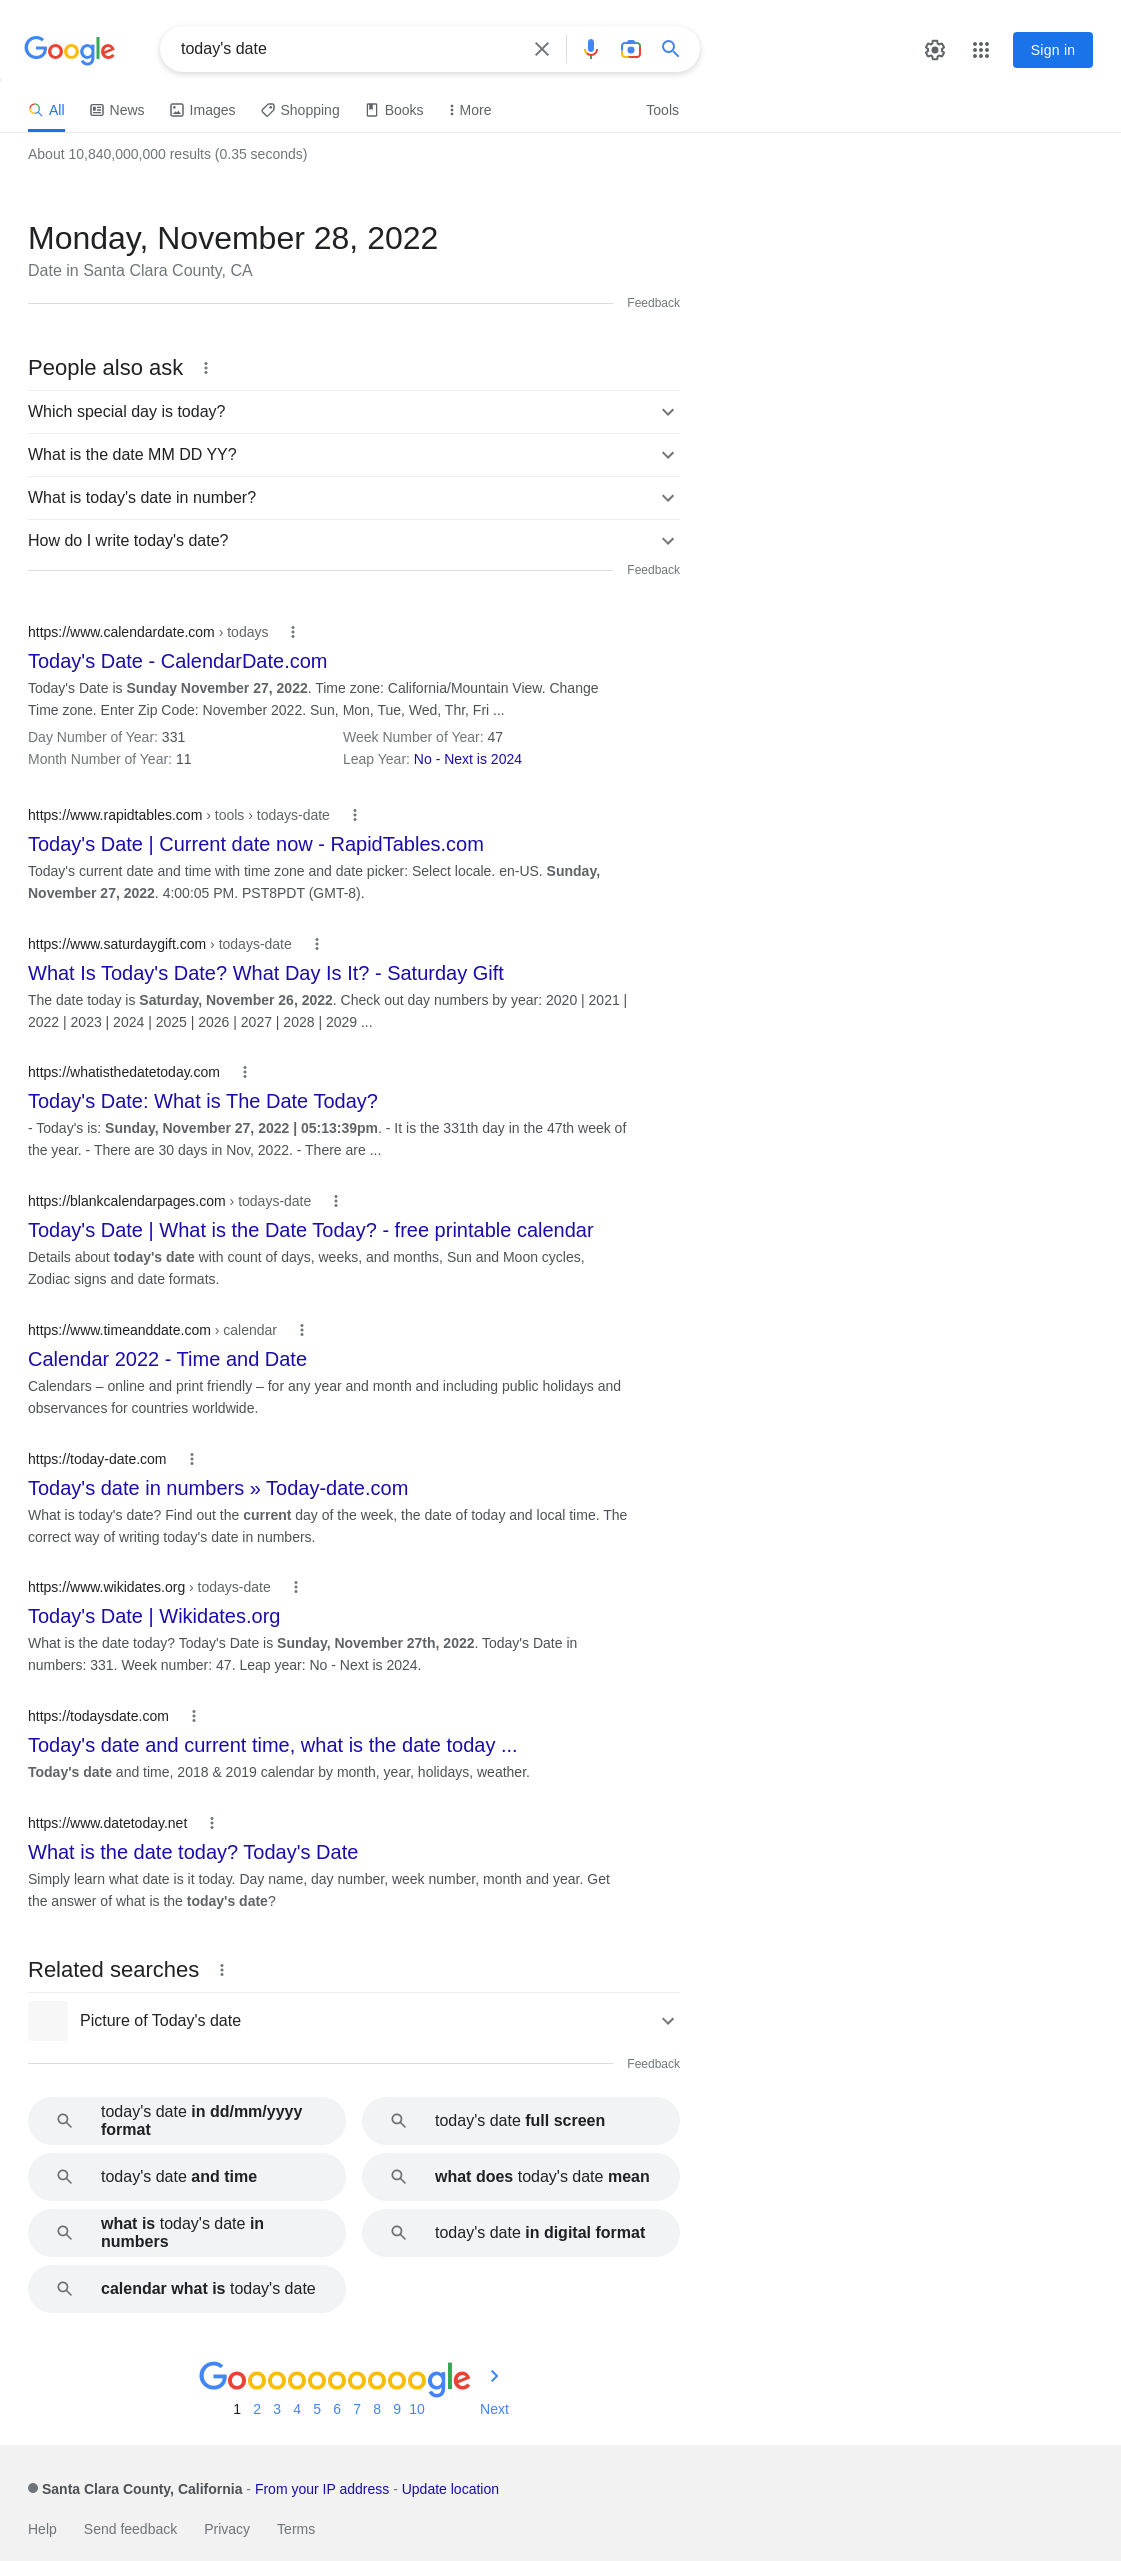 Google
today's date
Sign in
All
News
Images
Shopping
Books
More
Tools
About 10,840,000,000 results (0.35 seconds)
Monday, November 28, 2022
Date in Santa Clara County, CA
Feedback
People also ask
Which special day is today?
What is the date MM DD YY?
What is today's date in number?
How do I write today's date?
Feedback
https://www.calendardate.com › todays
Today's Date - CalendarDate.com
Today's Date is Sunday November 27, 2022. Time zone: California/Mountain View. Change
Time zone. Enter Zip Code: November 2022. Sun, Mon, Tue, Wed, Thr, Fri ...
Day Number of Year: 331
Week Number of Year: 47
Month Number of Year: 11
Leap Year: No - Next is 2024
https://www.rapidtables.com › tools › todays-date
Today's Date | Current date now - RapidTables.com
Today's current date and time with time zone and date picker: Select locale. en-US. Sunday,
November 27, 2022. 4:00:05 PM. PST8PDT (GMT-8).
https://www.saturdaygift.com › todays-date
What Is Today's Date? What Day Is It? - Saturday Gift
The date today is Saturday, November 26, 2022. Check out day numbers by year: 2020 | 2021 |
2022 | 2023 | 2024 | 2025 | 2026 | 2027 | 2028 | 2029 ...
https://whatisthedatetoday.com
Today's Date: What is The Date Today?
- Today's is: Sunday, November 27, 2022 | 05:13:39pm. - It is the 331th day in the 47th week of
the year. - There are 30 days in Nov, 2022. - There are ...
https://blankcalendarpages.com › todays-date
Today's Date | What is the Date Today? - free printable calendar
Details about today's date with count of days, weeks, and months, Sun and Moon cycles,
Zodiac signs and date formats.
https://www.timeanddate.com › calendar
Calendar 2022 - Time and Date
Calendars – online and print friendly – for any year and month and including public holidays and
observances for countries worldwide.
https://today-date.com
Today's date in numbers » Today-date.com
What is today's date? Find out the current day of the week, the date of today and local time. The
correct way of writing today's date in numbers.
https://www.wikidates.org › todays-date
Today's Date | Wikidates.org
What is the date today? Today's Date is Sunday, November 27th, 2022. Today's Date in
numbers: 331. Week number: 47. Leap year: No - Next is 2024.
https://todaysdate.com
Today's date and current time, what is the date today ...
Today's date and time, 2018 & 2019 calendar by month, year, holidays, weather.
https://www.datetoday.net
What is the date today? Today's Date
Simply learn what date is it today. Day name, day number, week number, month and year. Get
the answer of what is the today's date?
Related searches
Picture of Today's date
Feedback
today's date in dd/mm/yyyy
format
today's date full screen
today's date and time
what does today's date mean
what is today's date in
numbers
today's date in digital format
calendar what is today's date
Goooooooooogle
1 2 3 4 5 6 7 8 9 10 Next
Santa Clara County, California - From your IP address - Update location
Help Send feedback Privacy Terms